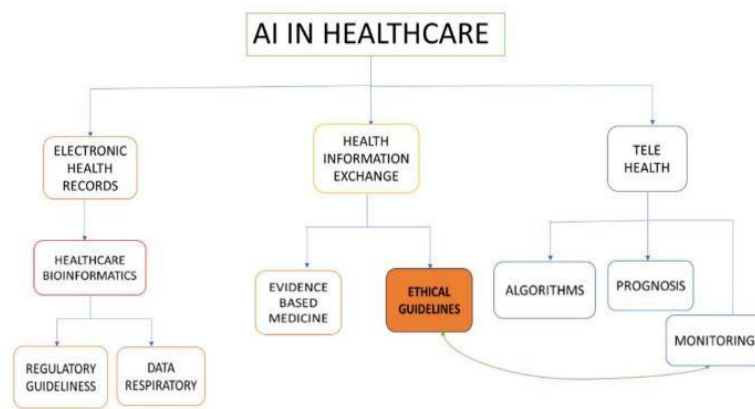 AI IN HEALTHCARE
ELECTRONIC
HEALTH
RECORDS
HEALTH
INFORMATION
EXCHANGE
TELE
HEALTH
HEALTHCARE
BIOINFORMATICS
EVIDENCE
BASED
MEDICINE
ETHICAL
GUIDELINES
ALGORITHMS
PROGNOSIS
MONITORING
REGULATORY
GUIDELINESS
DATA
RESPIRATORY